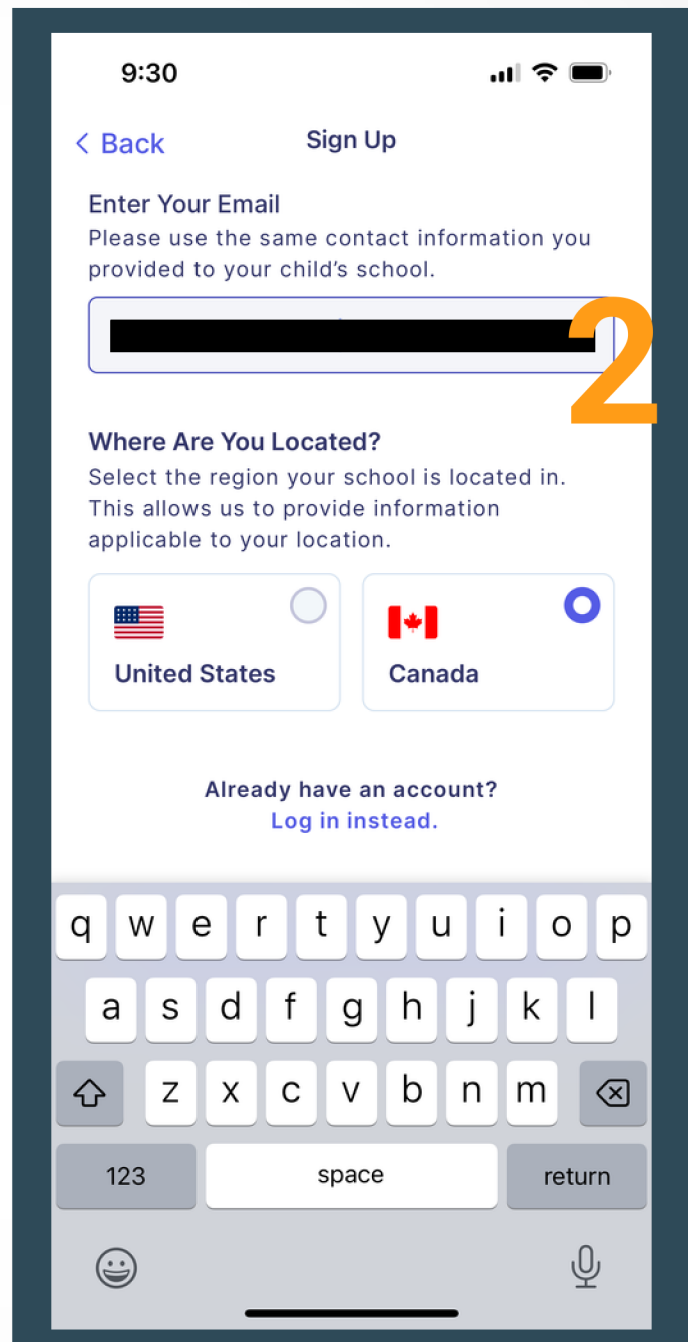 9:30
Back
Sign Up
Enter Your Email
Please use the same contact information you
provided to your child’s school.
2
Where Are You Located?
Select the region your school is located in.
This allows us to provide information
applicable to your location.
United States
Canada
Already have an account?
Log in instead.
q w e r t y u i o p
a s d f g h j k l
z x c v b n m
123 space return